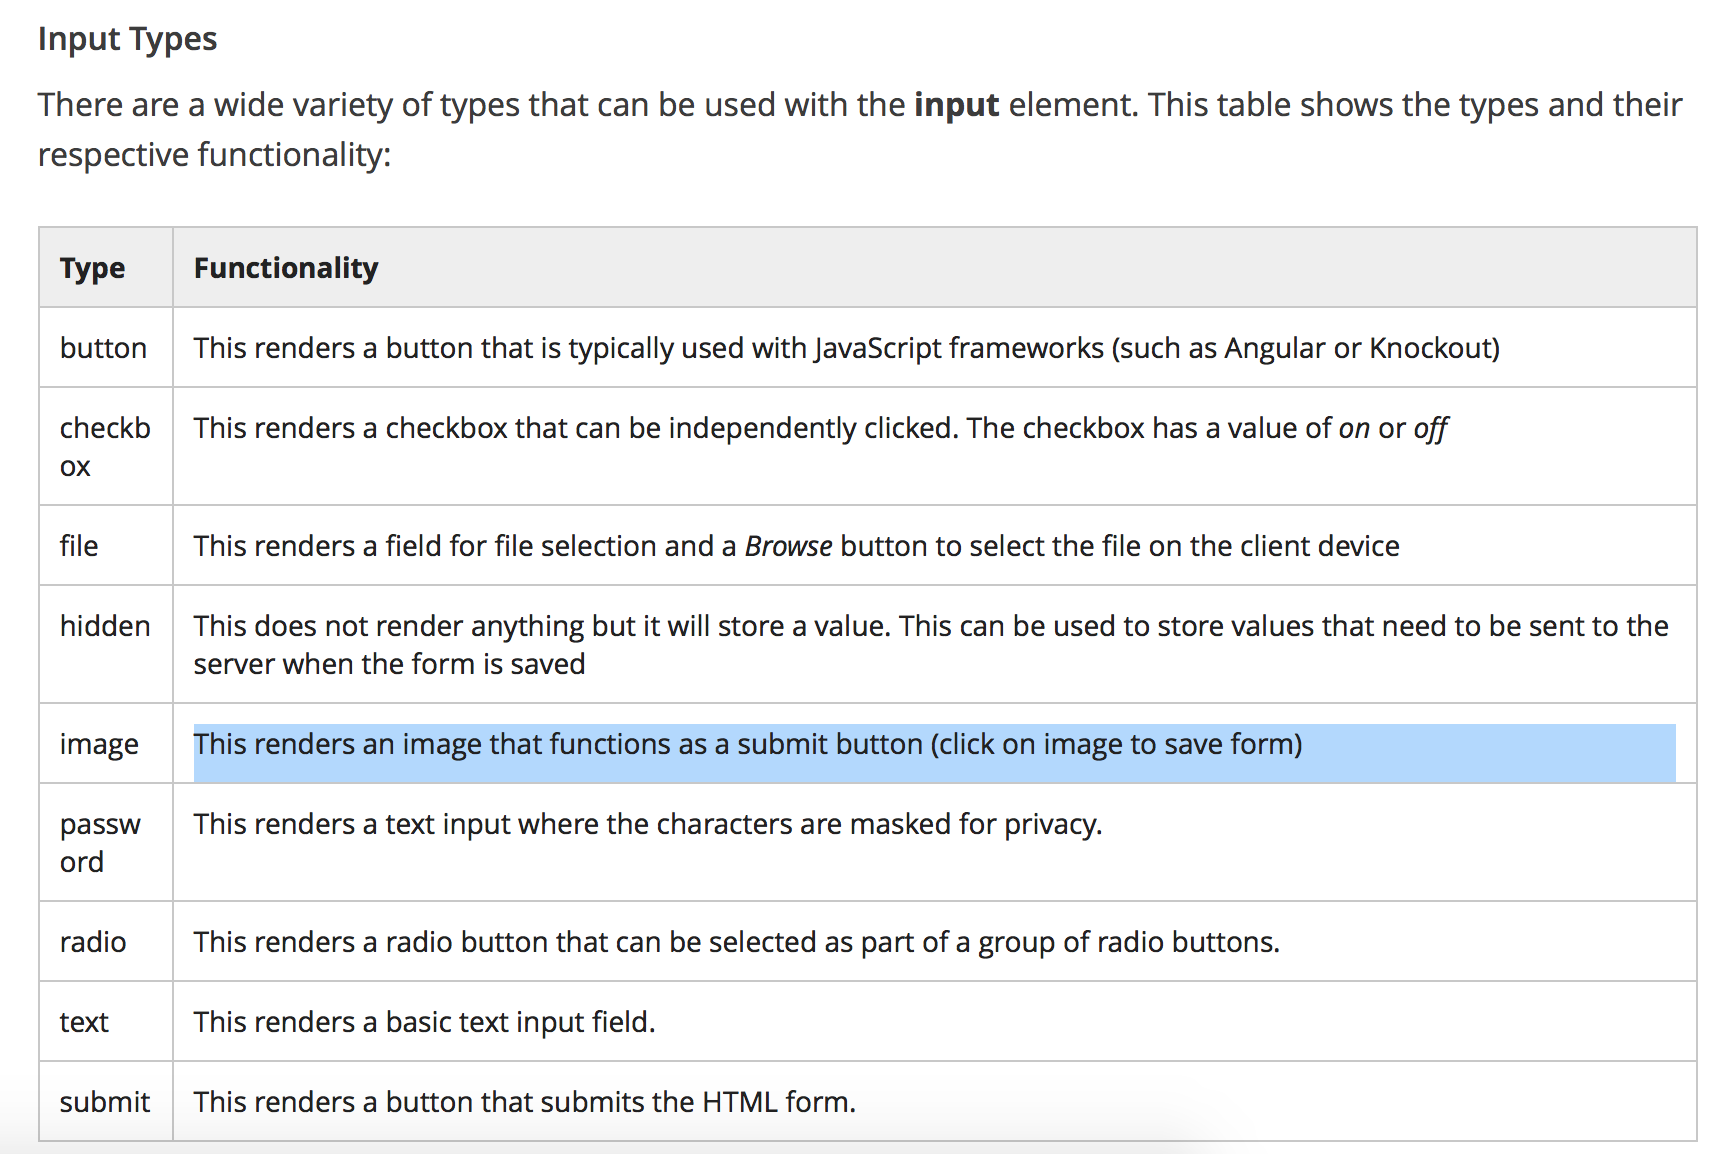 Input Types
There are a wide variety of types that can be used with the input element. This table shows the types and their
respective functionality:
Type Functionality
button This renders a button that is typically used with JavaScript frameworks (such as Angular or Knockout)
checkb This renders a checkbox that can be independently clicked. The checkbox has a value of on or off
ox
file This renders a field for file selection and a Browse button to select the file on the client device
hidden This does not render anything but it will store a value. This can be used to store values that need to be sent to the
server when the form is saved
image This renders an image that functions as a submit button (click on image to save form)
passw This renders a text input where the characters are masked for privacy.
ord
radio This renders a radio button that can be selected as part of a group of radio buttons.
text This renders a basic text input field.
submit This renders a button that submits the HTML form.